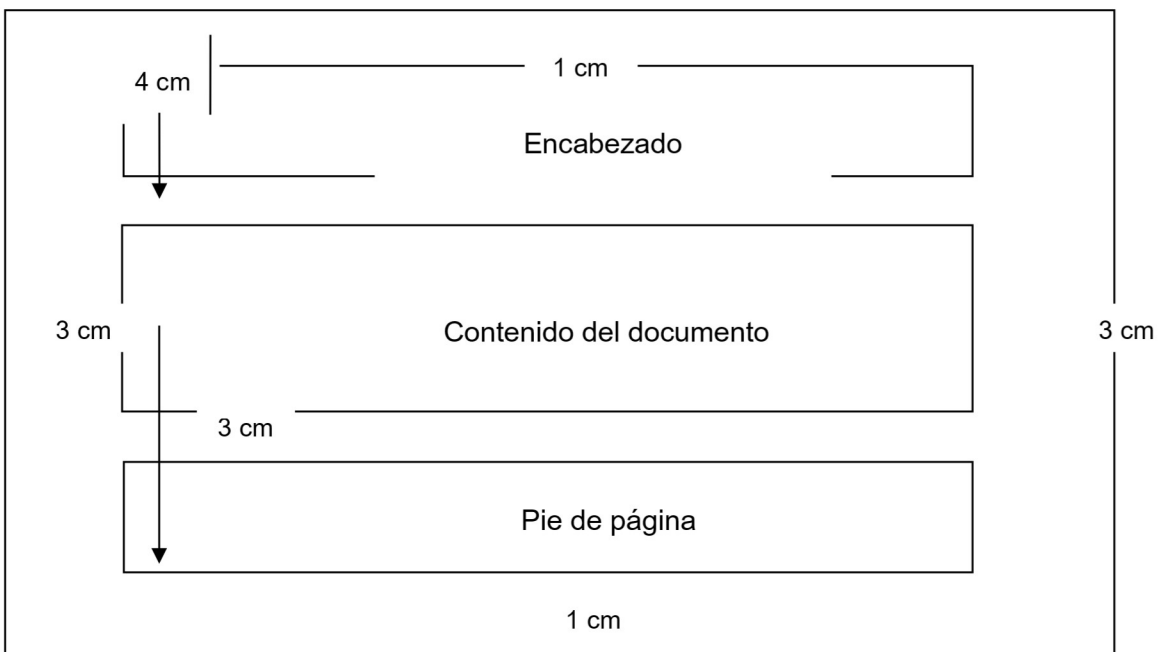 1 cm
4 cm
Encabezado
3 cm
Contenido del documento
3 cm
3 cm
Pie de página
1 cm